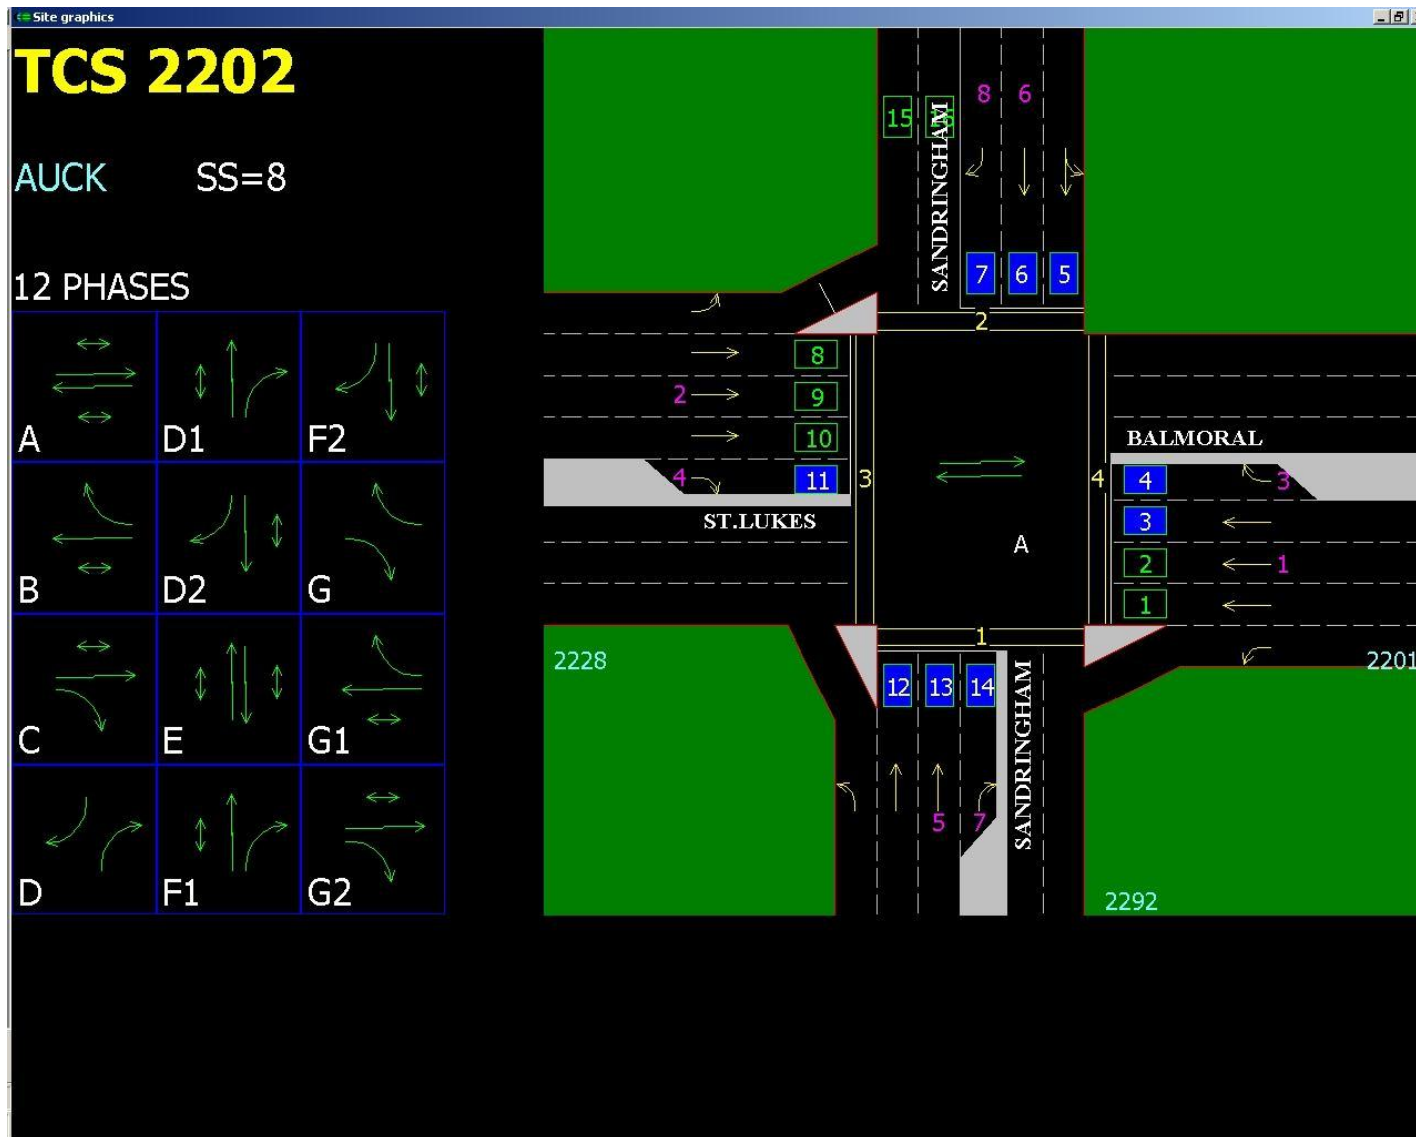 Site graphics
TCS 2202
AUCK SS=8
12 PHASES
A D1 F2
B D2 G
C E G1
D F1 G2
8 6
15 16
SANDRINGHAM
7 6 5
2
8
2 9
10
4 11
3
ST.LUKES
A
4
BALMORAL
4 3
3
2 1
1
1
2228
2201
12 13 14
SANDRINGHAM
5 7
2292